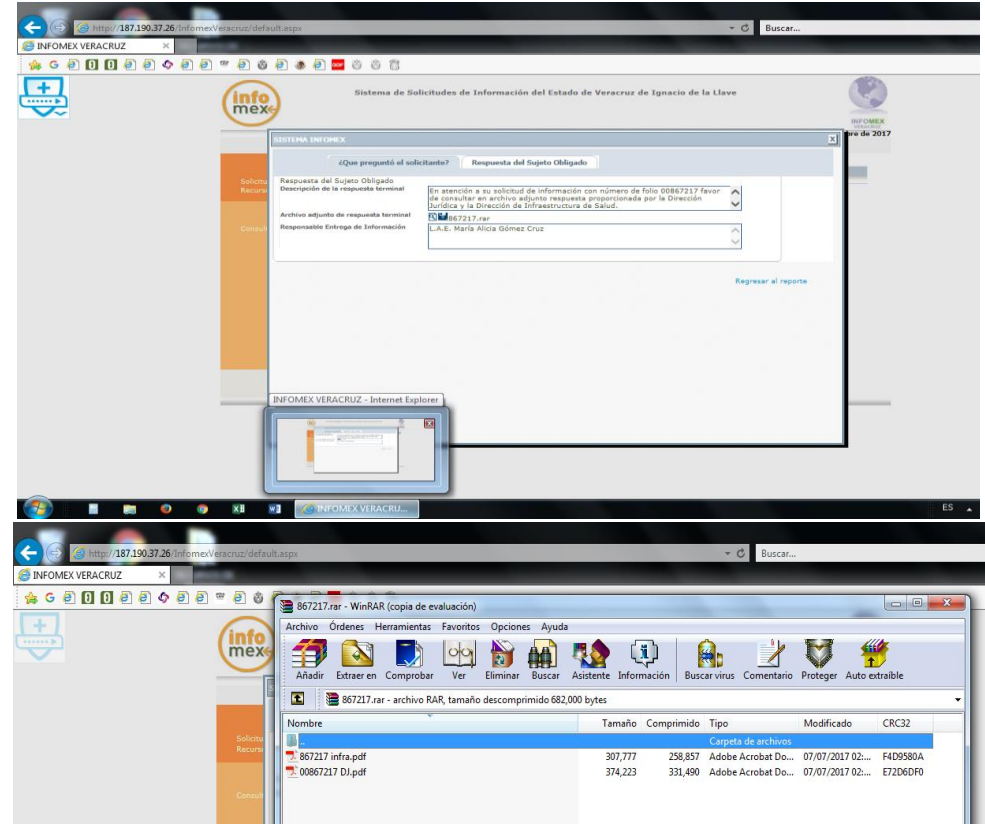 http://187.190.37.26/InfomexVeracruz/default.aspx
Buscar...
INFOMEX VERACRUZ
info
mex
Sistema de Solicitudes de Información del Estado de Veracruz de Ignacio de la Llave
INFOMEX
VERACRUZ
bre de 2017
SISTEMA INFOMEX
¿Que preguntó el solicitante?
Respuesta del Sujeto Obligado
Solicitu
Recurso
Consult
Respuesta del Sujeto Obligado
Descripción de la respuesta terminal
En atención a su solicitud de información con número de folio 00867217 favor
de consultar en archivo adjunto respuesta proporcionada por la Dirección
Jurídica y la Dirección de Infraestructura de Salud.
Archivo adjunto de respuesta terminal
867217.rar
Responsable Entrega de Información
L.A.E. María Alicia Gómez Cruz
Regresar al reporte
INFOMEX VERACRUZ - Internet Explorer
INFOMEX VERACRU...
ES
http://187.190.37.26/InfomexVeracruz/default.aspx
Buscar...
INFOMEX VERACRUZ
info
mex
Solicitu
Recurso
Consult
867217.rar - WinRAR (copia de evaluación)
Archivo Órdenes Herramientas Favoritos Opciones Ayuda
Añadir Extraer en Comprobar Ver Eliminar Buscar Asistente Información Buscar virus Comentario Proteger Auto extraíble
867217.rar - archivo RAR, tamaño descomprimido 682,000 bytes
Nombre Tamaño Comprimido Tipo Modificado CRC32
.. Carpeta de archivos
867217 infra.pdf 307,777 258,857 Adobe Acrobat Do... 07/07/2017 02:... F4D9580A
00867217 DJ.pdf 374,223 331,490 Adobe Acrobat Do... 07/07/2017 02:... E72D6DF0